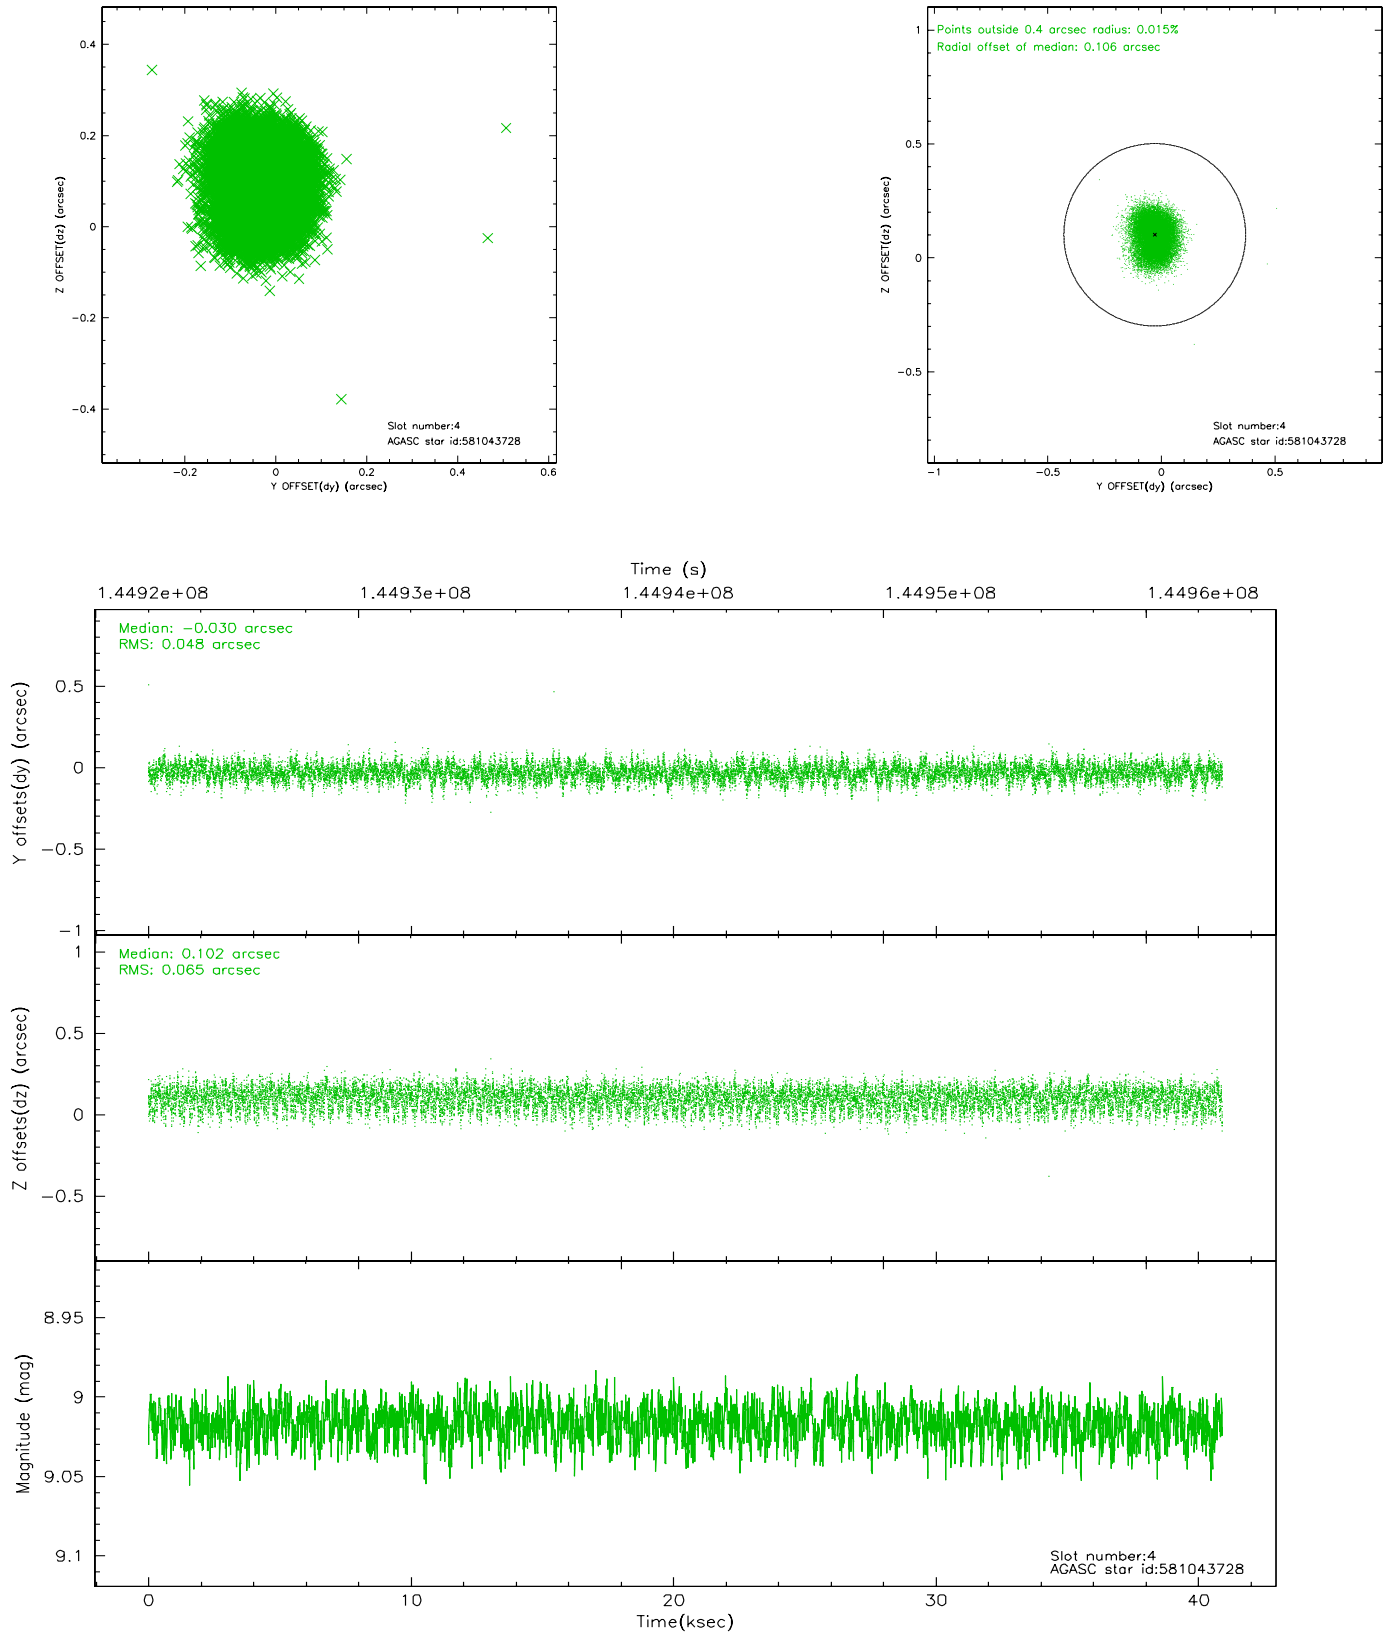 0.4
0.2
0
−0.2
−0.4
Z OFFSET(dz) (arcsec)
Slot number:4
AGASC star id:581043728
−0.2 0 0.2 0.4 0.6
Y OFFSET(dy) (arcsec)
Points outside 0.4 arcsec radius: 0.015%
Radial offset of median: 0.106 arcsec
1
0.5
0
−0.5
Z OFFSET(dz) (arcsec)
Slot number:4
AGASC star id:581043728
−1 −0.5 0 0.5
Y OFFSET(dy) (arcsec)
Time (s)
1.4492e+08 1.4493e+08 1.4494e+08 1.4495e+08 1.4496e+08
Median: −0.030 arcsec
RMS: 0.048 arcsec
0.5
0
−0.5
−1
Y offsets(dy) (arcsec)
Median: 0.102 arcsec
RMS: 0.065 arcsec
1
0.5
0
−0.5
Z offsets(dz) (arcsec)
8.95
9
9.05
9.1
Magnitude (mag)
Slot number:4
AGASC star id:581043728
0 10 20 30 40
Time(ksec)